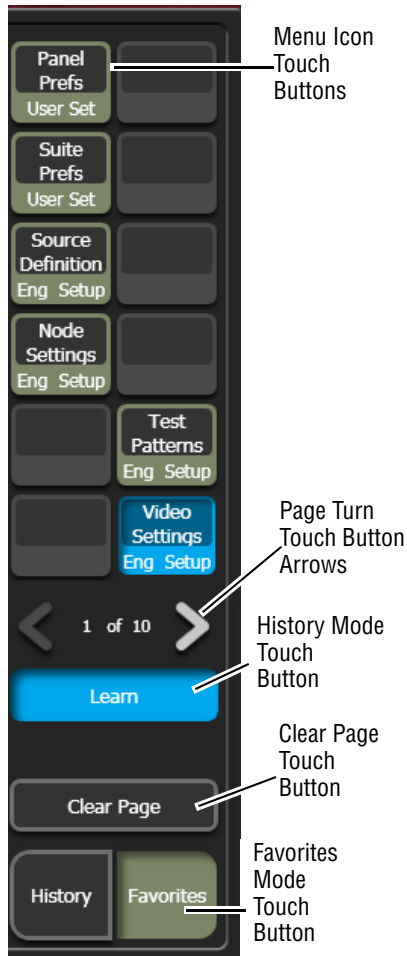 Panel
Prefs
User Set
Menu Icon
Touch
Buttons
Suite
Prefs
User Set
Source
Definition
Eng Setup
Node
Settings
Eng Setup
Test
Patterns
Eng Setup
Video
Settings
Eng Setup
Page Turn
Touch Button
Arrows
1 of 10
History Mode
Touch
Button
Learn
Clear Page
Touch
Button
Clear Page
Favorites
Mode
Touch
Button
History
Favorites